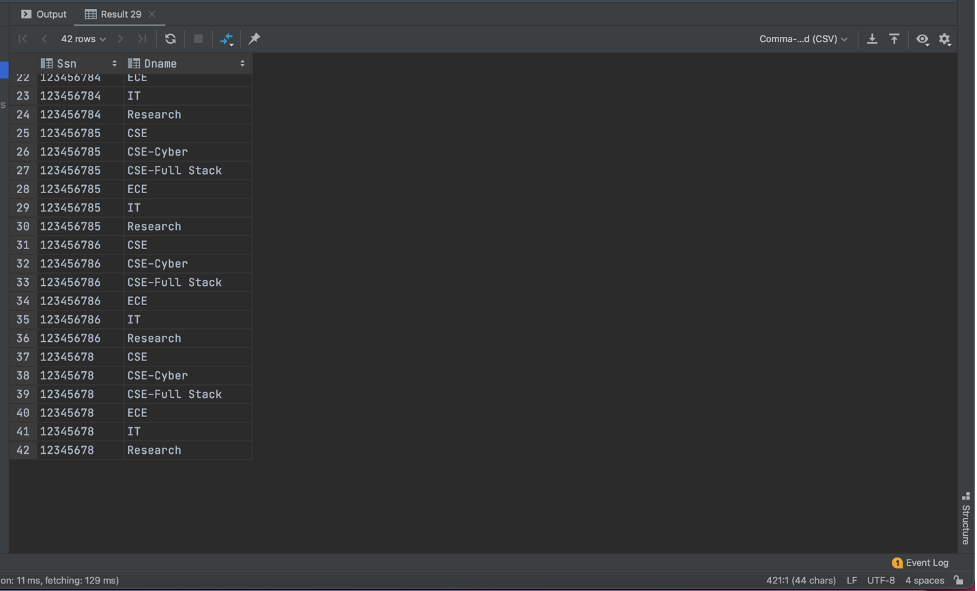 Output Result 29
42 rows Comma-...d (CSV)
Ssn Dname
22 123456784 ECE
23 123456784 IT
24 123456784 Research
25 123456785 CSE
26 123456785 CSE-Cyber
27 123456785 CSE-Full Stack
28 123456785 ECE
29 123456785 IT
30 123456785 Research
31 123456786 CSE
32 123456786 CSE-Cyber
33 123456786 CSE-Full Stack
34 123456786 ECE
35 123456786 IT
36 123456786 Research
37 12345678 CSE
38 12345678 CSE-Cyber
39 12345678 CSE-Full Stack
40 12345678 ECE
41 12345678 IT
42 12345678 Research
s
Structure
1 Event Log
on: 11 ms, fetching: 129 ms) 421:1 (44 chars) LF UTF-8 4 spaces